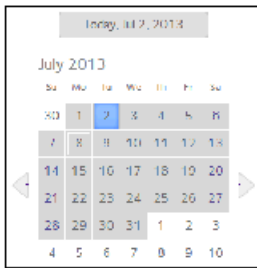 Today, Jul 2, 2013
July 2013
Su Mo Tu We Th Fr Sa
30 1 2 3 4 5 6
7 8 9 10 11 12 13
14 15 16 17 18 19 20
21 22 23 24 25 26 27
28 29 30 31 1 2 3
4 5 6 7 8 9 10